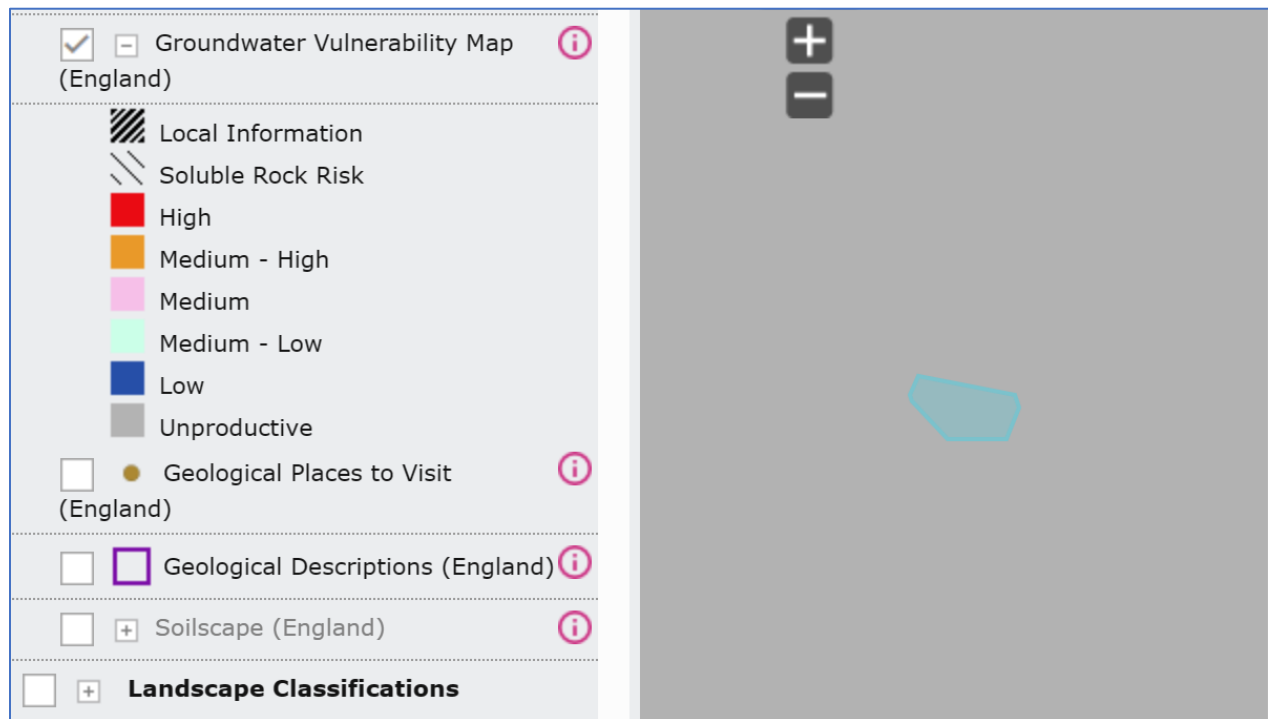 Groundwater Vulnerability Map
(England)
Local Information
Soluble Rock Risk
High
Medium - High
Medium
Medium - Low
Low
Unproductive
Geological Places to Visit
(England)
Geological Descriptions (England)
Soilscape (England)
Landscape Classifications